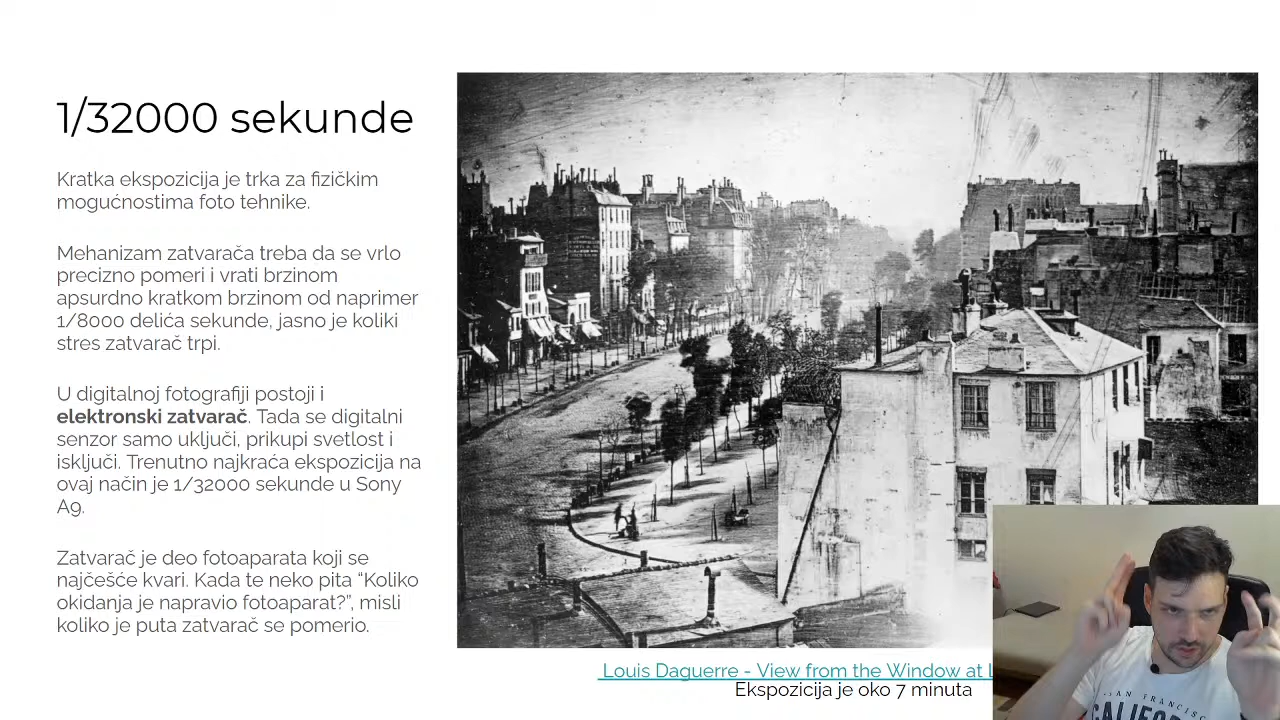 1/32000 sekunde
Kratka ekspozicija je trka za fizičkim
mogućnostima foto tehnike.
Mehanizam zatvarača treba da se vrlo
precizno pomeri i vrati brzinom
apsurdno kratkom brzinom od naprimer
1/8000 delića sekunde, jasno je koliki
stres zatvarač trpi.
U digitalnoj fotografiji postoji i
elektronski zatvarač. Tada se digitalni
senzor samo uključi, prikupi svetlost i
isključi. Trenutno najkraća ekspozicija na
ovaj način je 1/32000 sekunde u Sony
A9.
Zatvarač je deo fotoaparata koji se
najčešće kvari. Kada te neko pita “Koliko
okidanja je napravio fotoaparat?”, misli
koliko je puta zatvarač se pomerio.
Louis Daguerre - View from the Window at
Ekspozicija je oko 7 minuta
SAN FRANCISC